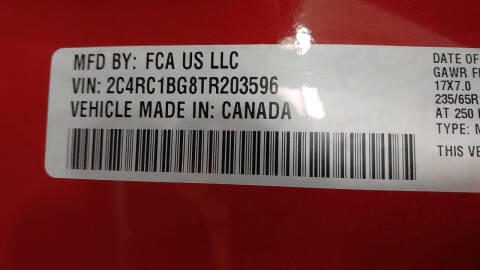 MFD BY: FCA US LLC
VIN: 2C4RC1BG8TR203596
VEHICLE MADE IN: CANADA
DATE OF
GAWR
17X7.0
235/65R
AT 250
TYPE:
THIS